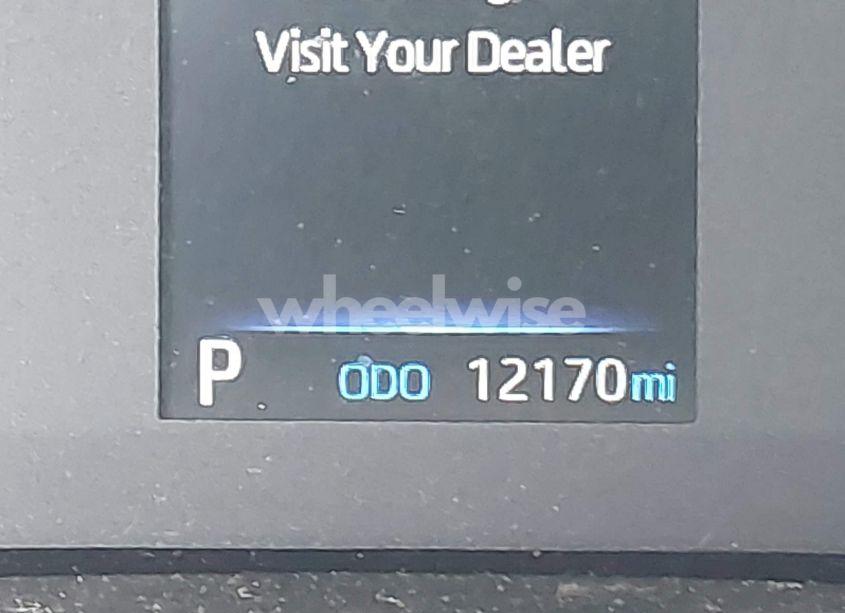 Visit Your Dealer
wheelwise
P ODO 12170mi